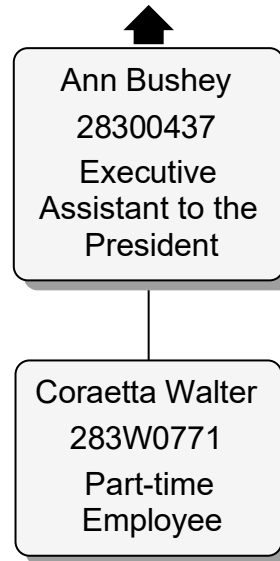 Ann Bushey
28300437
Executive
Assistant to the
President
Coraetta Walter
283W0771
Part-time
Employee